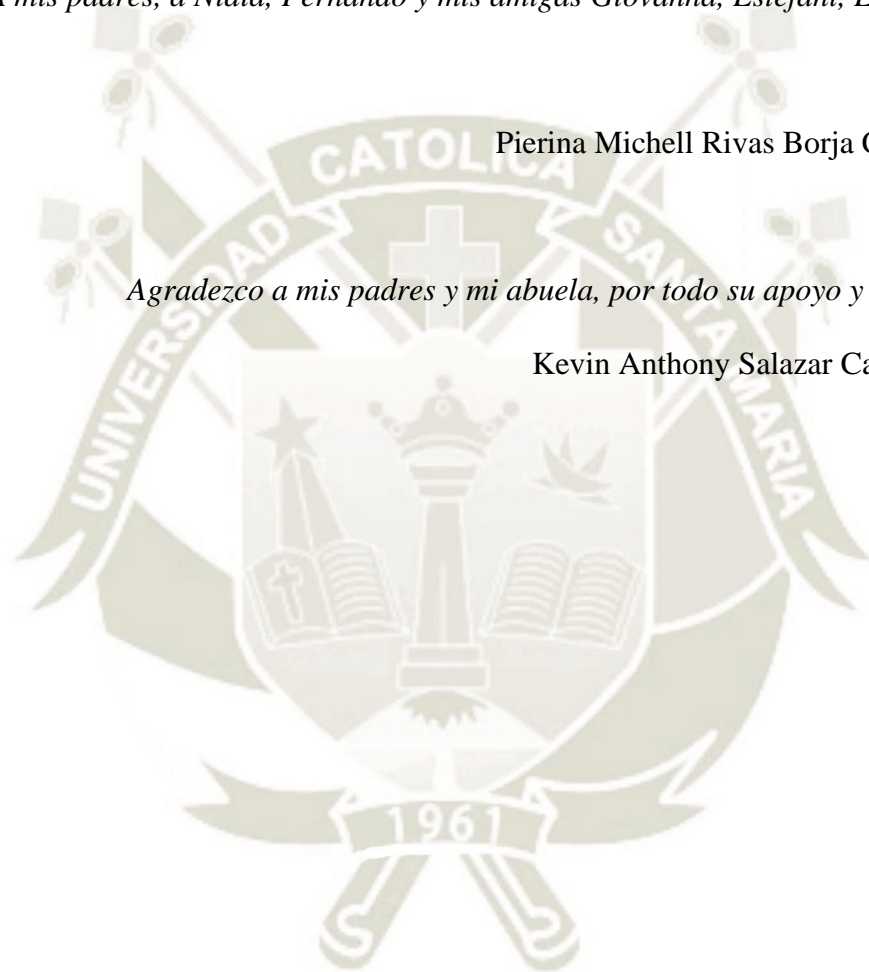 mis padres, a Nidia, Fernando y mis amigas Giovanna, Estefani,
Pierina Michell Rivas Borja
Agradezco a mis padres y mi abuela, por todo su apoyo y
Kevin Anthony Salazar
UNIVERSIDAD CATOLICA SANTA MARIA
1961